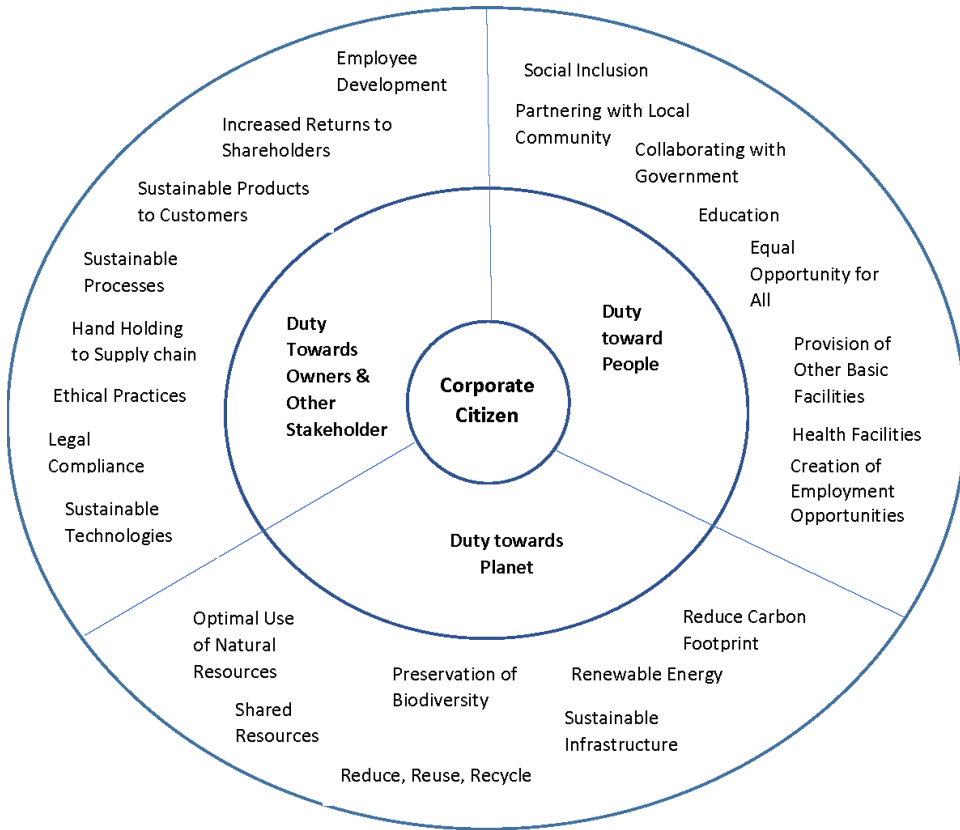 Employee
Development
Increased Returns to
Shareholders
Sustainable Products
to Customers
Sustainable
Processes
Hand Holding
to Supply chain
Ethical Practices
Legal
Compliance
Sustainable
Technologies
Social Inclusion
Partnering with Local
Community
Collaborating with
Government
Education
Equal
Opportunity for
All
Provision of
Other Basic
Facilities
Health Facilities
Creation of
Employment
Opportunities
Duty
Towards
Owners &
Other
Stakeholder
Duty
toward
People
Corporate
Citizen
Duty towards
Planet
Optimal Use
of Natural
Resources
Shared
Resources
Preservation of
Biodiversity
Reduce, Reuse, Recycle
Reduce Carbon
Footprint
Renewable Energy
Sustainable
Infrastructure